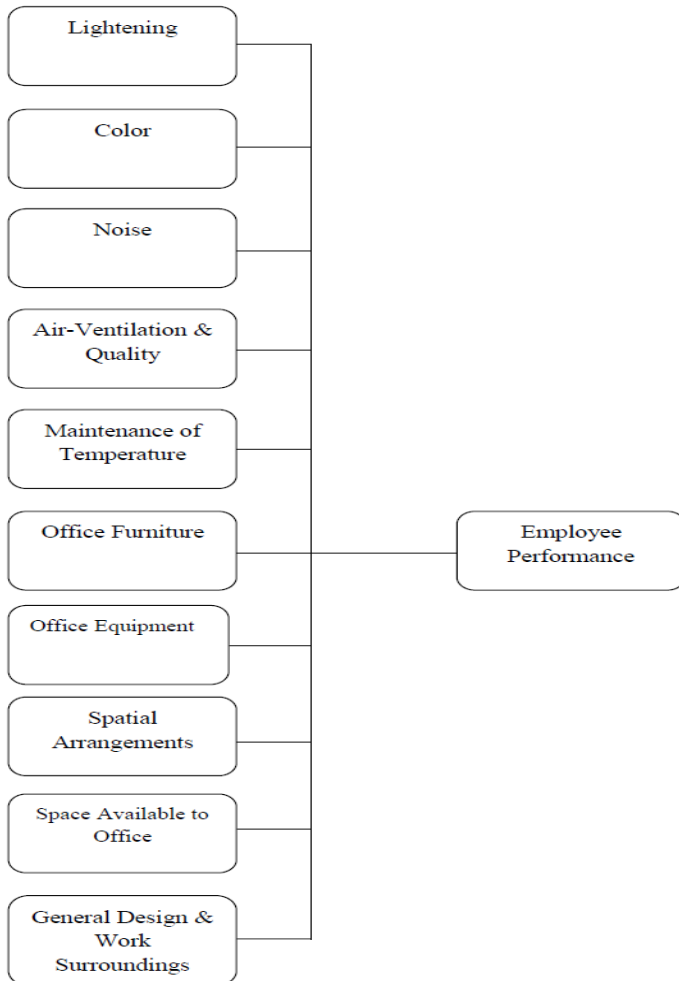 Lightening
Color
Noise
Air-Ventilation &
Quality
Maintenance of
Temperature
Office Furniture
Employee
Performance
Office Equipment
Spatial
Arrangements
Space Available to
Office
General Design &
Work
Surroundings